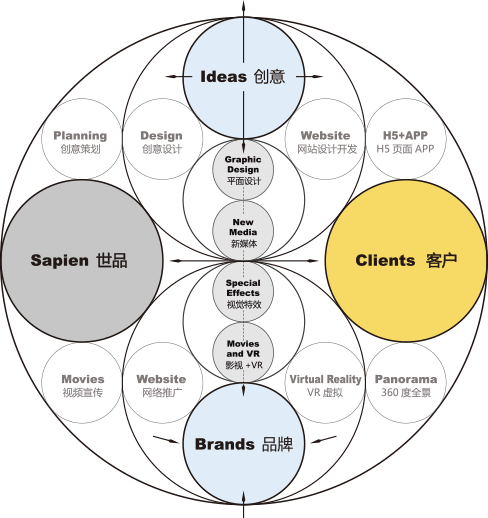 Ideas 创意
Planning
创意策划
Design
创意设计
Website
网站设计开发
H5+APP
H5 页面 APP
Graphic
Design
平面设计
New
Media
新媒体
Sapien 世品
Clients 客户
Special
Effects
视觉特效
Movies
and VR
影视 +VR
Movies
视频宣传
Website
网络推广
Virtual Reality
VR 虚拟
Panorama
360 度全景
Brands 品牌